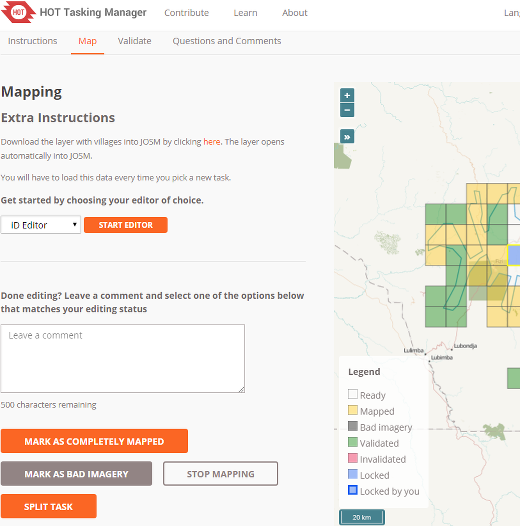 HOT
HOT Tasking Manager
Contribute
Learn
About
Lang
Instructions
Map
Validate
Questions and Comments
Mapping
Extra Instructions
Download the layer with villages into JOSM by clicking here. The layer opens
automatically into JOSM.
You will have to load this data every time you pick a new task.
Get started by choosing your editor of choice.
iD Editor
START EDITOR
Done editing? Leave a comment and select one of the options below
that matches your editing status
Leave a comment
500 characters remaining
MARK AS COMPLETELY MAPPED
MARK AS BAD IMAGERY
STOP MAPPING
SPLIT TASK
+
−
»
Lulimba
Lubondja
Lubimba
Legend
Ready
Mapped
Bad imagery
Validated
Invalidated
Locked
Locked by you
20 km